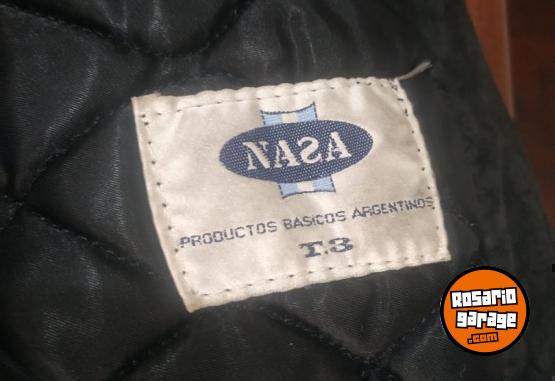 NASA
PRODUCTOS BASICOS ARGENTINOS
T.3
Rosario
garage
.com